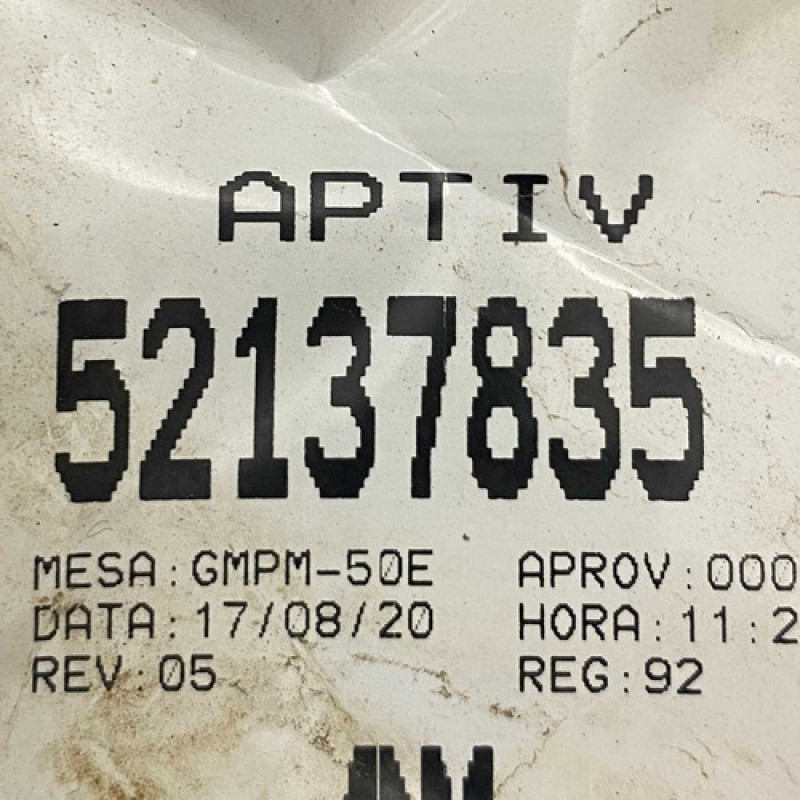 APTIV
52137835
MESA:GMPM-50E APROV:000
DATA:17/08/20 HORA:11:2
REV:05 REG:92